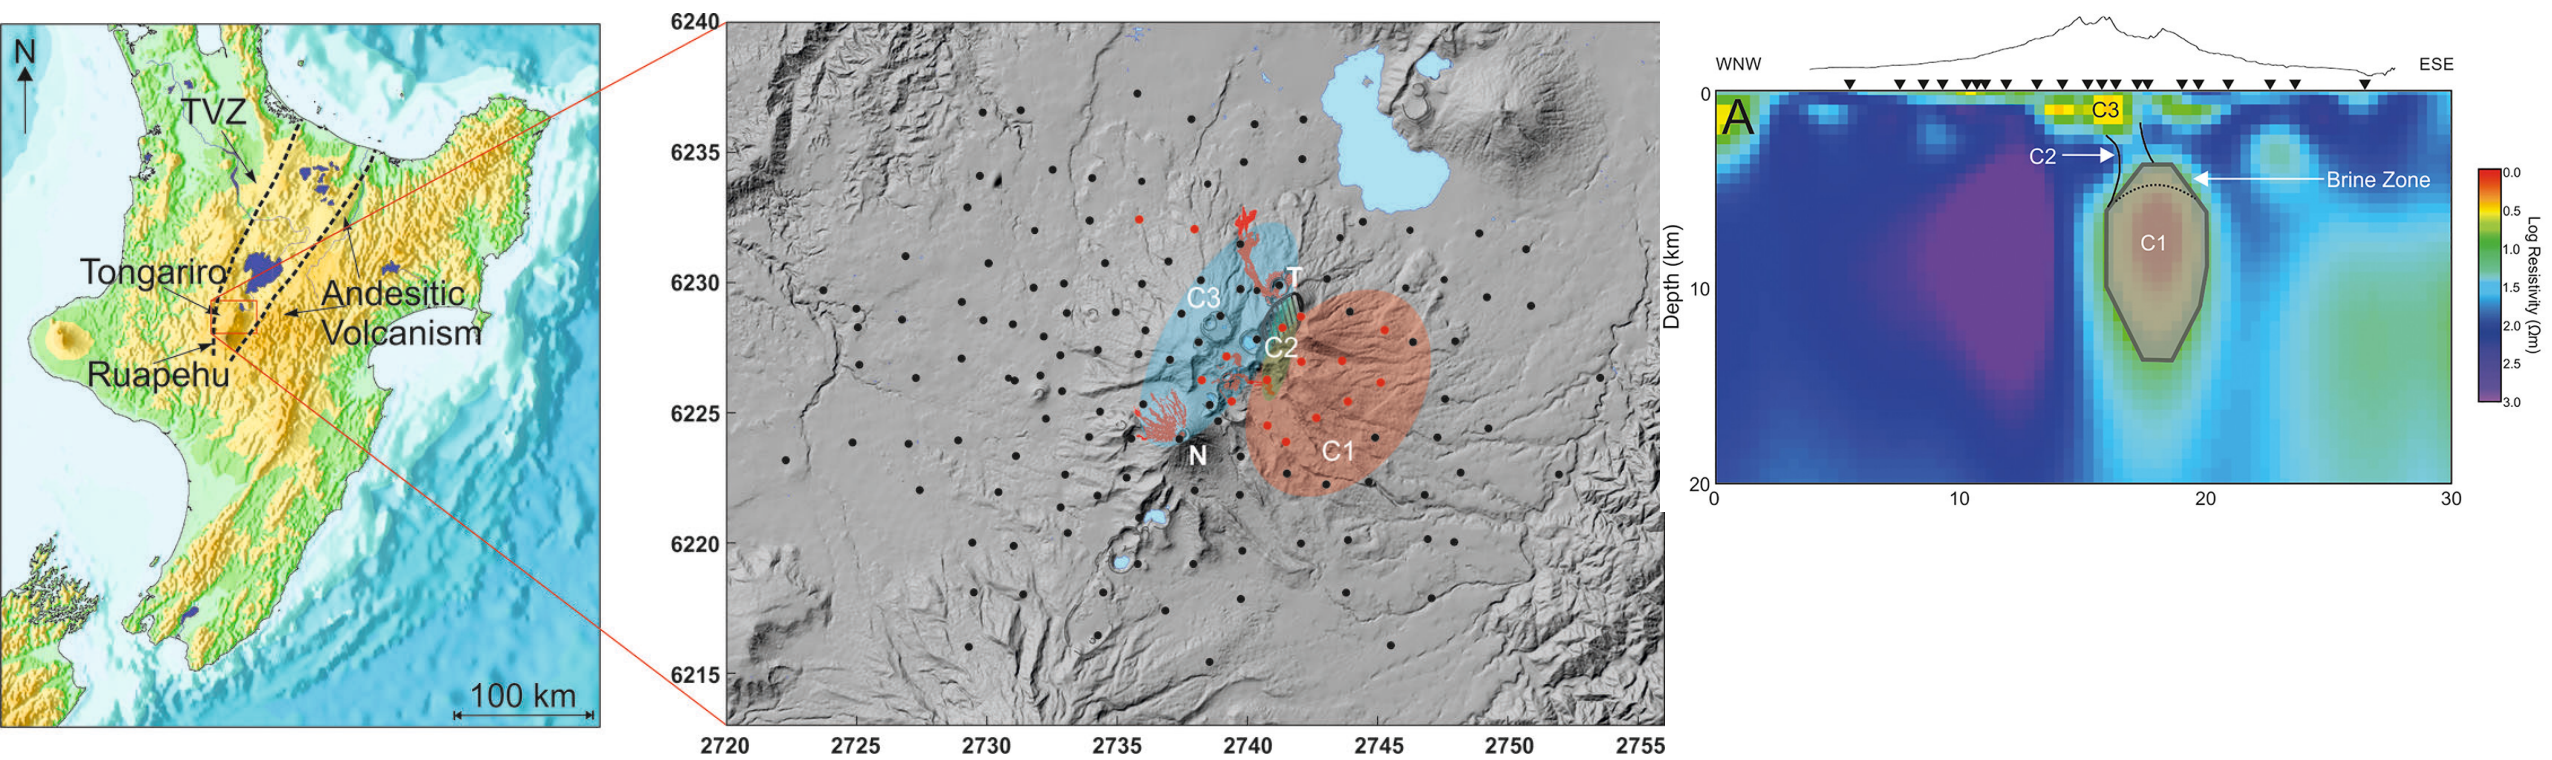 N
TVZ
Tongariro
Andesitic
Volcanism
Ruapehu
100 km
6240
6235
6230
6225
6220
6215
T
C3
C2
N
C1
2720
2725
2730
2735
2740
2745
2750
2755
WNW
ESE
A
0
10
20
Depth (km)
C3
C2
Brine Zone
C1
0
10
20
30
0.0
0.5
1.0
1.5
2.0
2.5
3.0
Log Resistivity (Ωm)